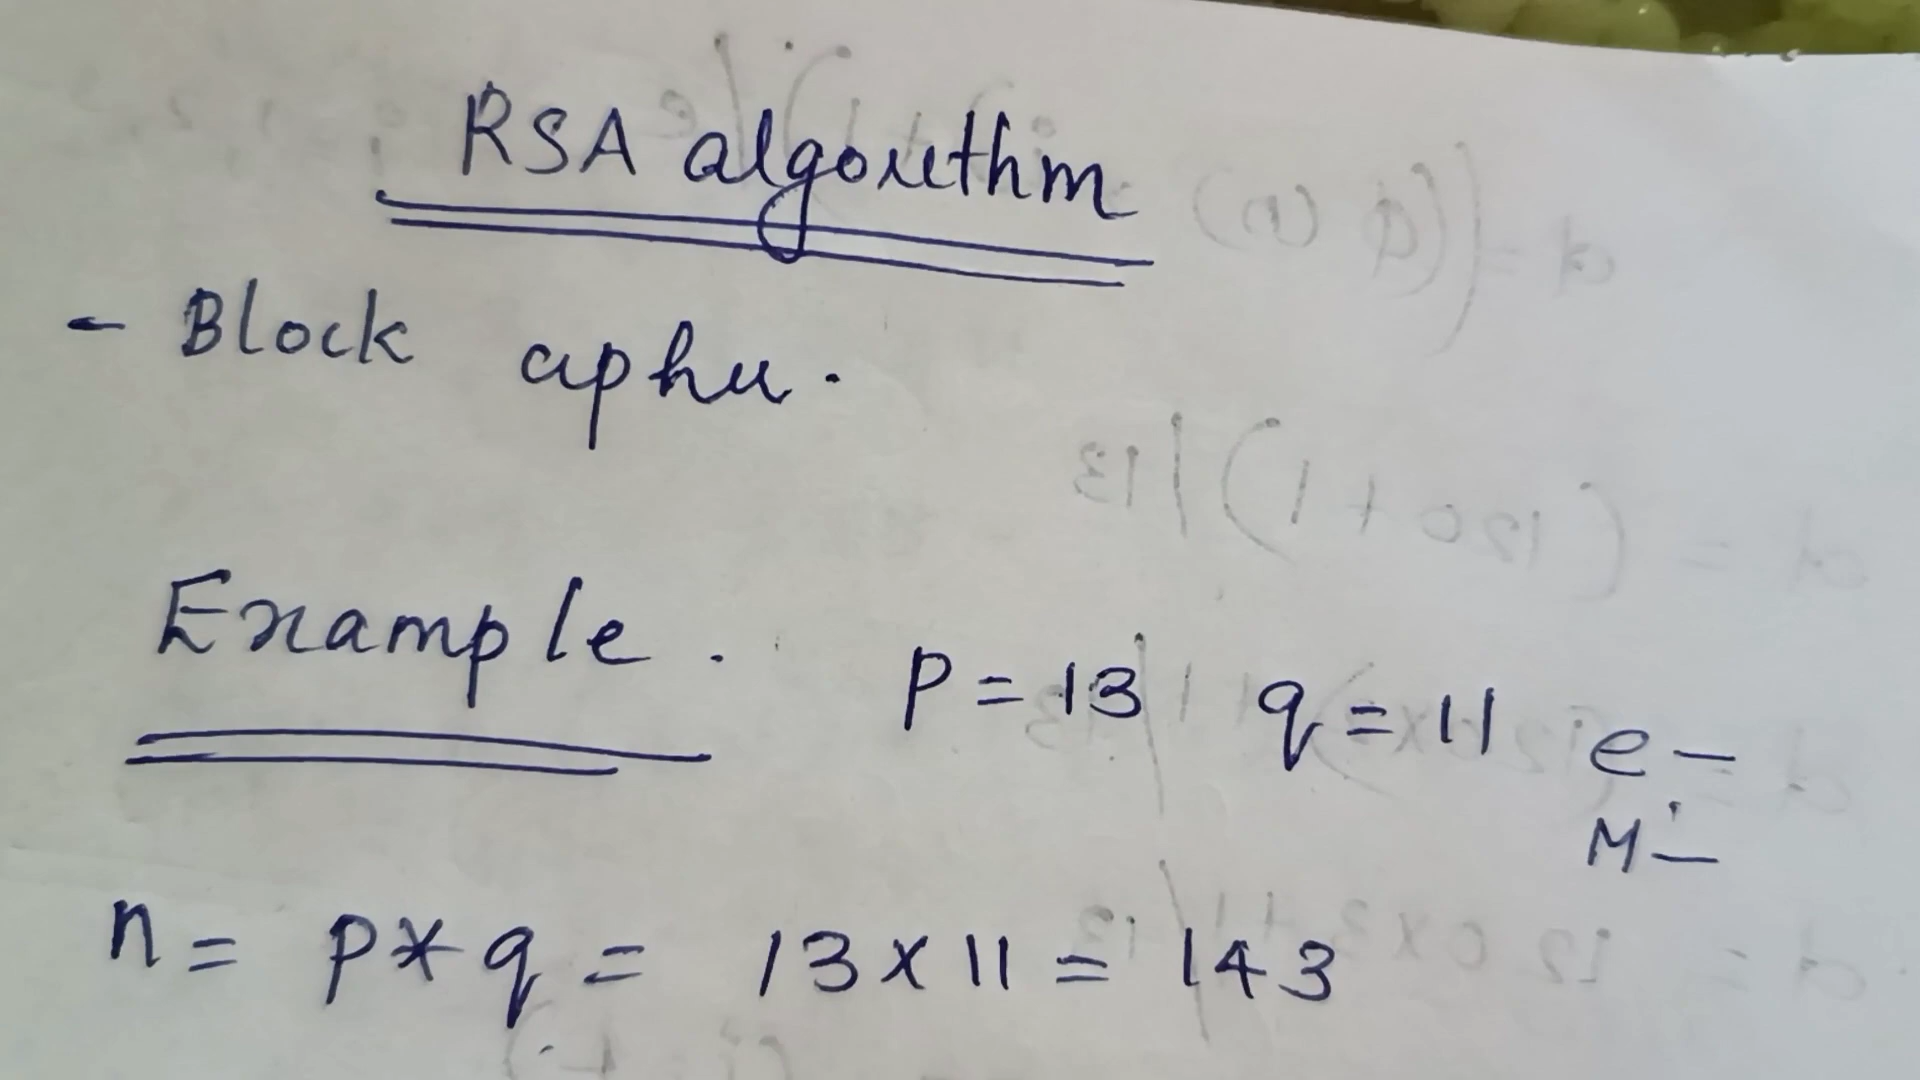 RSA algorithm
- Block cipher.
Example. P = 13 q = 11 e -
M -
n = p * q = 13 x 11 = 143